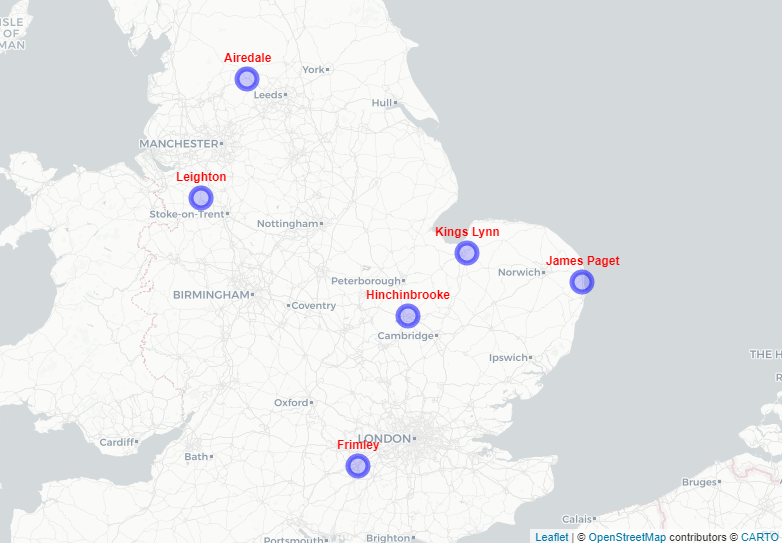 ISLE
OF
MAN
Airedale
York
Leeds
Hull
MANCHESTER
Leighton
Stoke-on-Trent
Nottingham
Kings Lynn
James Paget
Norwich
Peterborough
BIRMINGHAM
Hinchinbrooke
Coventry
Cambridge
Ipswich
THE H
R
Oxford
LONDON
Cardiff
Frimley
Bath
Bruges
A
Calais
Portsmouth
Brighton
Leaflet | © OpenStreetMap contributors © CARTO